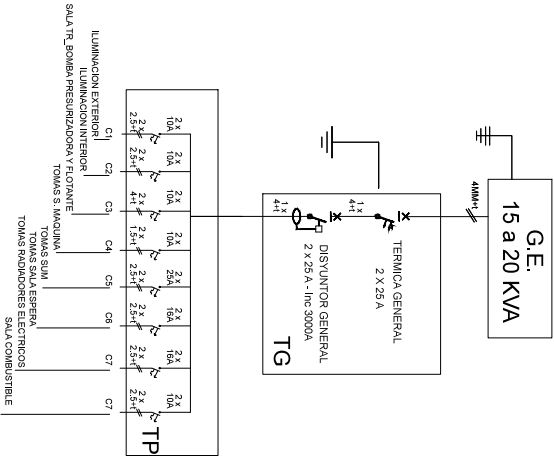 G.E.
15 a 20 KVA
4MM+t
TERMICA GENERAL
2 X 25 A
1 x
4+t
DISYUNTOR GENERAL
2 X 25 A - Inc 3000A
1 x
4+t
TG
TP
2 x
10A
2 x
2.5+t
C1
ILUMINACION EXTERIOR
2 x
10A
2 x
2.5+t
C2
ILUMINACION INTERIOR
2 x
10A
2 x
4+t
C3
SALA TR_BOMBA PRESURIZADORA Y FLOTANTE
2 x
10A
2 x
1.5+t
C4
TOMAS S. MAQUINA
2 x
25A
2 x
2.5+t
C5
TOMAS SUM
2 x
16A
2 x
2.5+t
C6
TOMAS SALA ESPERA
2 x
16A
2 x
2.5+t
C7
TOMAS RADIADORES ELECTRICOS
2 x
10A
2 x
2.5+t
C7
SALA COMBUSTIBLE